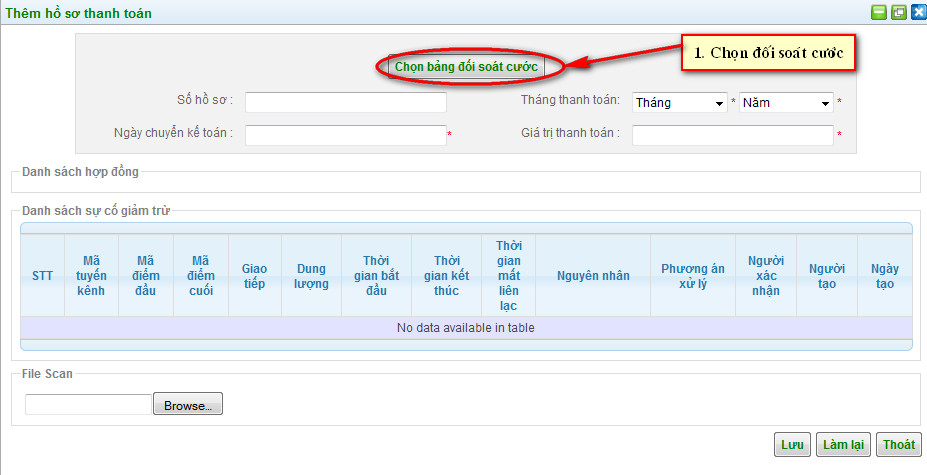 Thêm hồ sơ thanh toán
Chọn bảng đối soát cước
1. Chọn đối soát cước
Số hồ sơ :
Tháng thanh toán: Tháng * Năm *
Ngày chuyển kế toán : *
Giá trị thanh toán : *
Danh sách hợp đồng
Danh sách sự cố giảm trừ
STT
Mã
tuyến
kênh
Mã
điểm
đầu
Mã
điểm
cuối
Giao
tiếp
Dung
lượng
Thời
gian bắt
đầu
Thời
gian kết
thúc
Thời
gian
mất
liên
lạc
Nguyên nhân
Phương án
xử lý
Người
xác
nhận
Người
tạo
Ngày
tạo
No data available in table
File Scan
Browse...
Lưu
Làm lại
Thoát